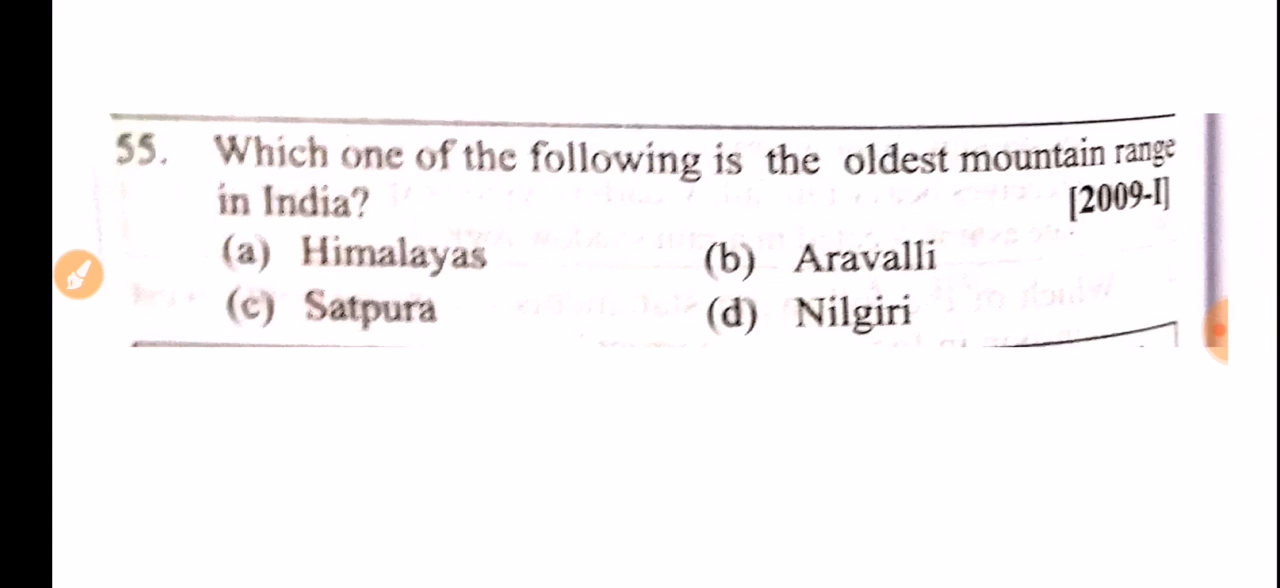 55. Which one of the following is the oldest mountain range
in India? [2009-I]
(a) Himalayas (b) Aravalli
(c) Satpura (d) Nilgiri